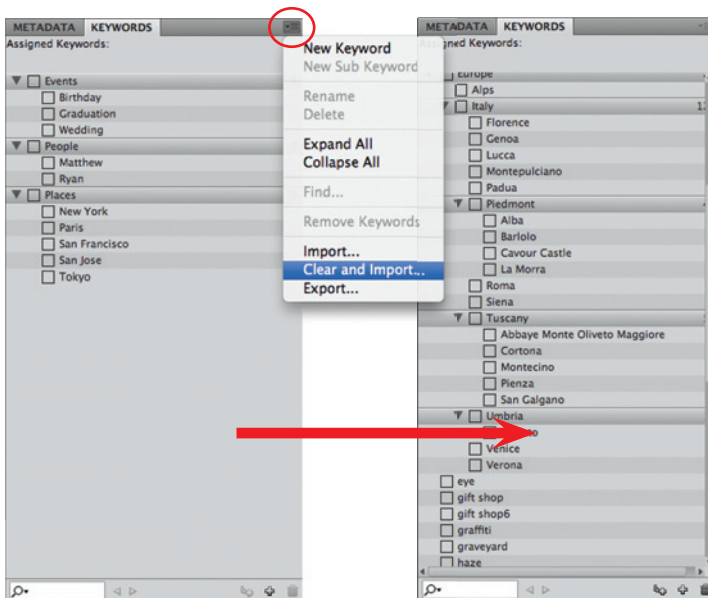 METADATA KEYWORDS
Assigned Keywords:
Events
Birthday
Graduation
Wedding
People
Matthew
Ryan
Places
New York
Paris
San Francisco
San Jose
Tokyo
New Keyword
New Sub Keyword
Rename
Delete
Expand All
Collapse All
Find...
Remove Keywords
Import...
Clear and Import...
Export...
METADATA KEYWORDS
Keywords:
Europe
Alps
Italy
Florence
Genoa
Lucca
Montepulciano
Padua
Piedmont
Alba
Barlolo
Cavour Castle
La Morra
Roma
Siena
Tuscany
Abbaye Monte Oliveto Maggiore
Cortona
Montecino
Pienza
San Galgano
Umbria
Venice
Verona
eye
gift shop
gift shop6
graffiti
graveyard
haze